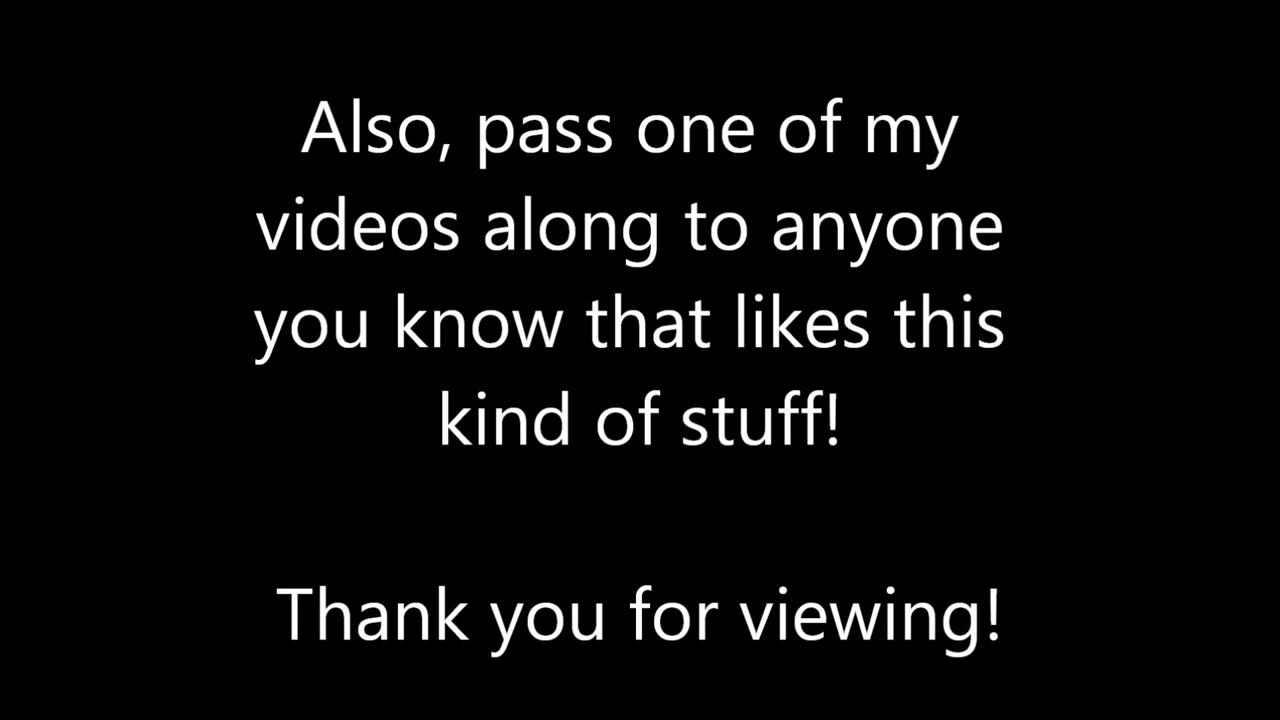 Also, pass one of my
videos along to anyone
you know that likes this
kind of stuff!
Thank you for viewing!